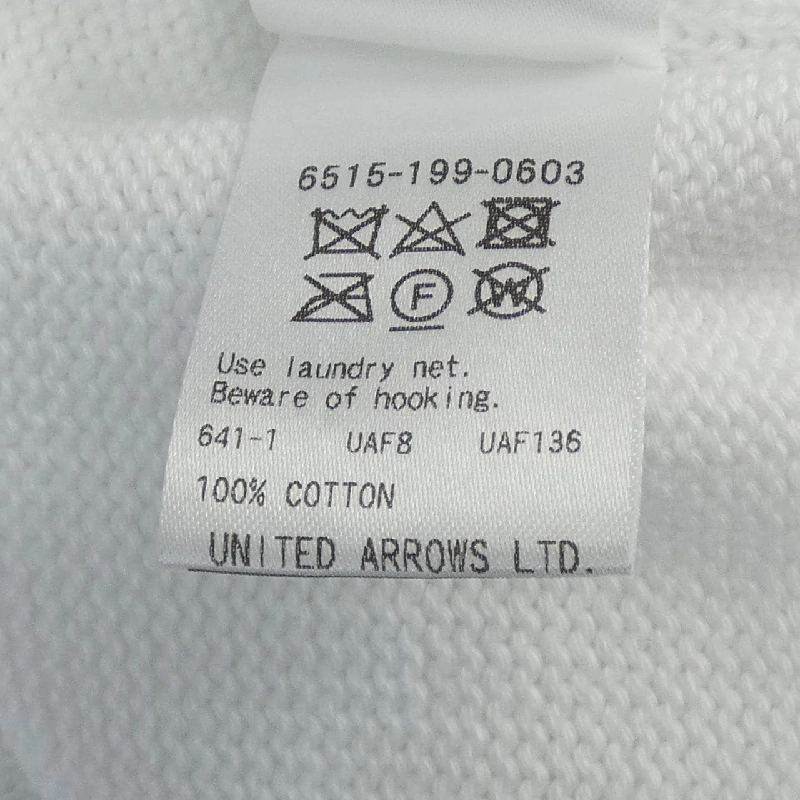 6515-199-0603
F
W
Use laundry net.
Beware of hooking.
641-1 UAF8 UAF136
100% COTTON
UNITED ARROWS LTD.